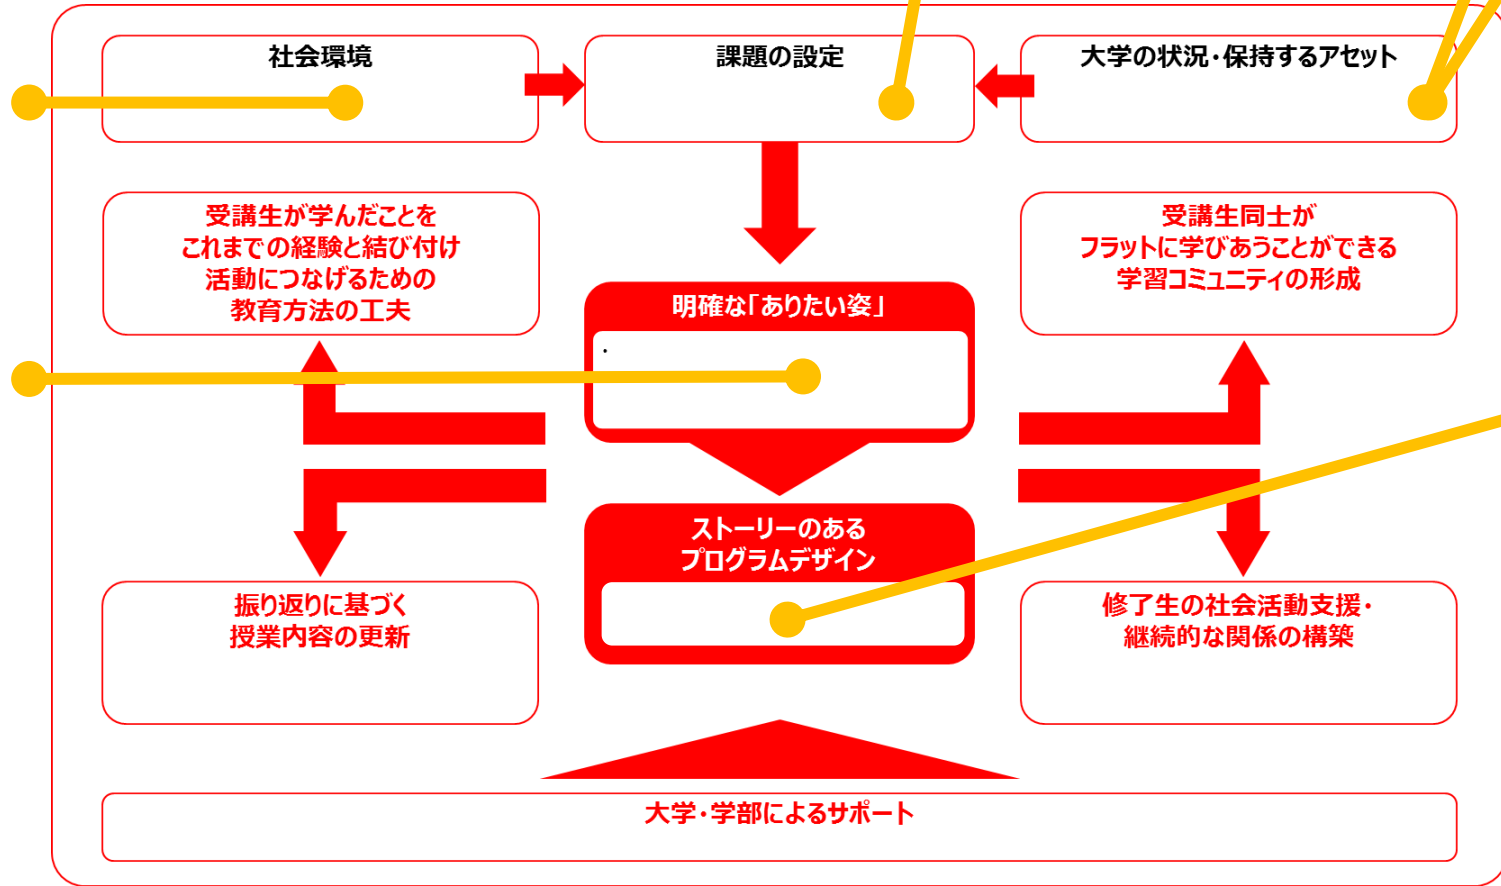 社会環境
課題の設定
大学の状況・保持するアセット
受講生が学んだことを
これまでの経験と結び付け
活動につなげるための
教育方法の工夫
受講生同士が
フラットに学びあうことができる
学習コミュニティの形成
明確な「ありたい姿」
・
ストーリーのある
プログラムデザイン
振り返りに基づく
授業内容の更新
修了生の社会活動支援・
継続的な関係の構築
大学・学部によるサポート